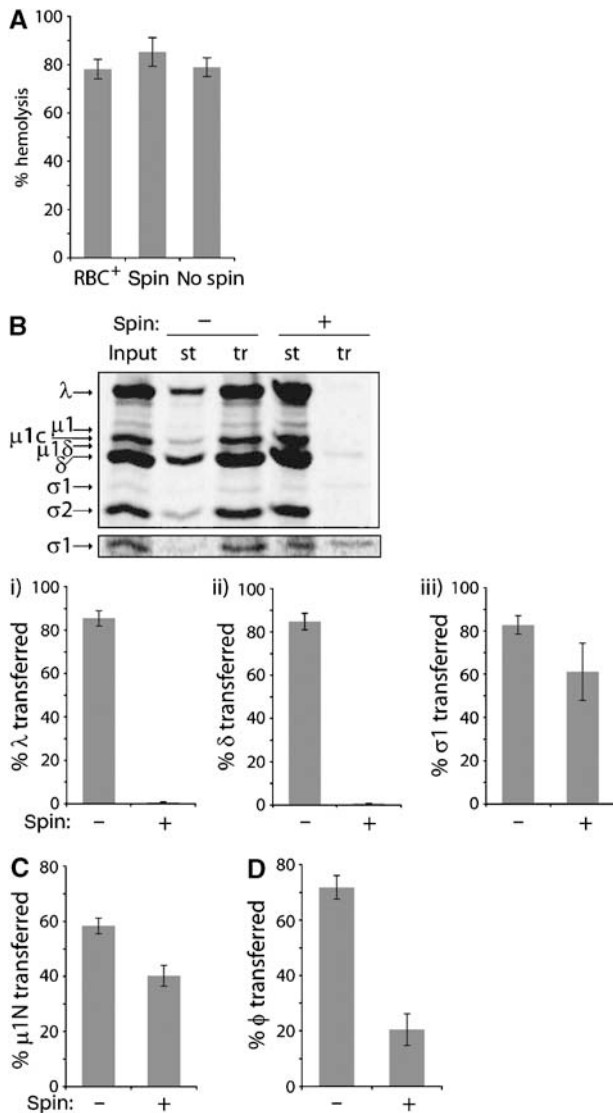 A
% hemolysis
100
80
60
40
20
0
RBC+ Spin No spin
B
Spin: − +
Input st tr st tr
λ
μ1
μ1c
μ1δ
δ
σ1
σ2
σ1
i)
% λ transferred
100
80
60
40
20
0
Spin: − +
ii)
% δ transferred
100
80
60
40
20
0
− +
iii)
% σ1 transferred
100
80
60
40
20
0
− +
C
% μ1N transferred
80
60
40
20
0
Spin: − +
D
% ϕ transferred
80
60
40
20
0
− +